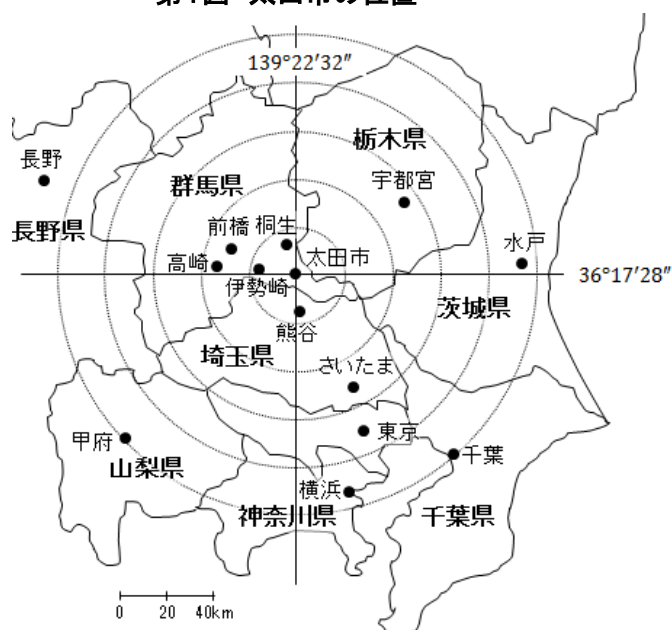 第1図 太田市の位置
139°22′32″
栃木県
長野
宇都宮
群馬県
前橋
桐生
長野県
水戸
太田市
高崎
伊勢崎
36°17′28″
茨城県
熊谷
埼玉県
さいたま
甲府
東京
山梨県
千葉
横浜
神奈川県
千葉県
0 20 40km